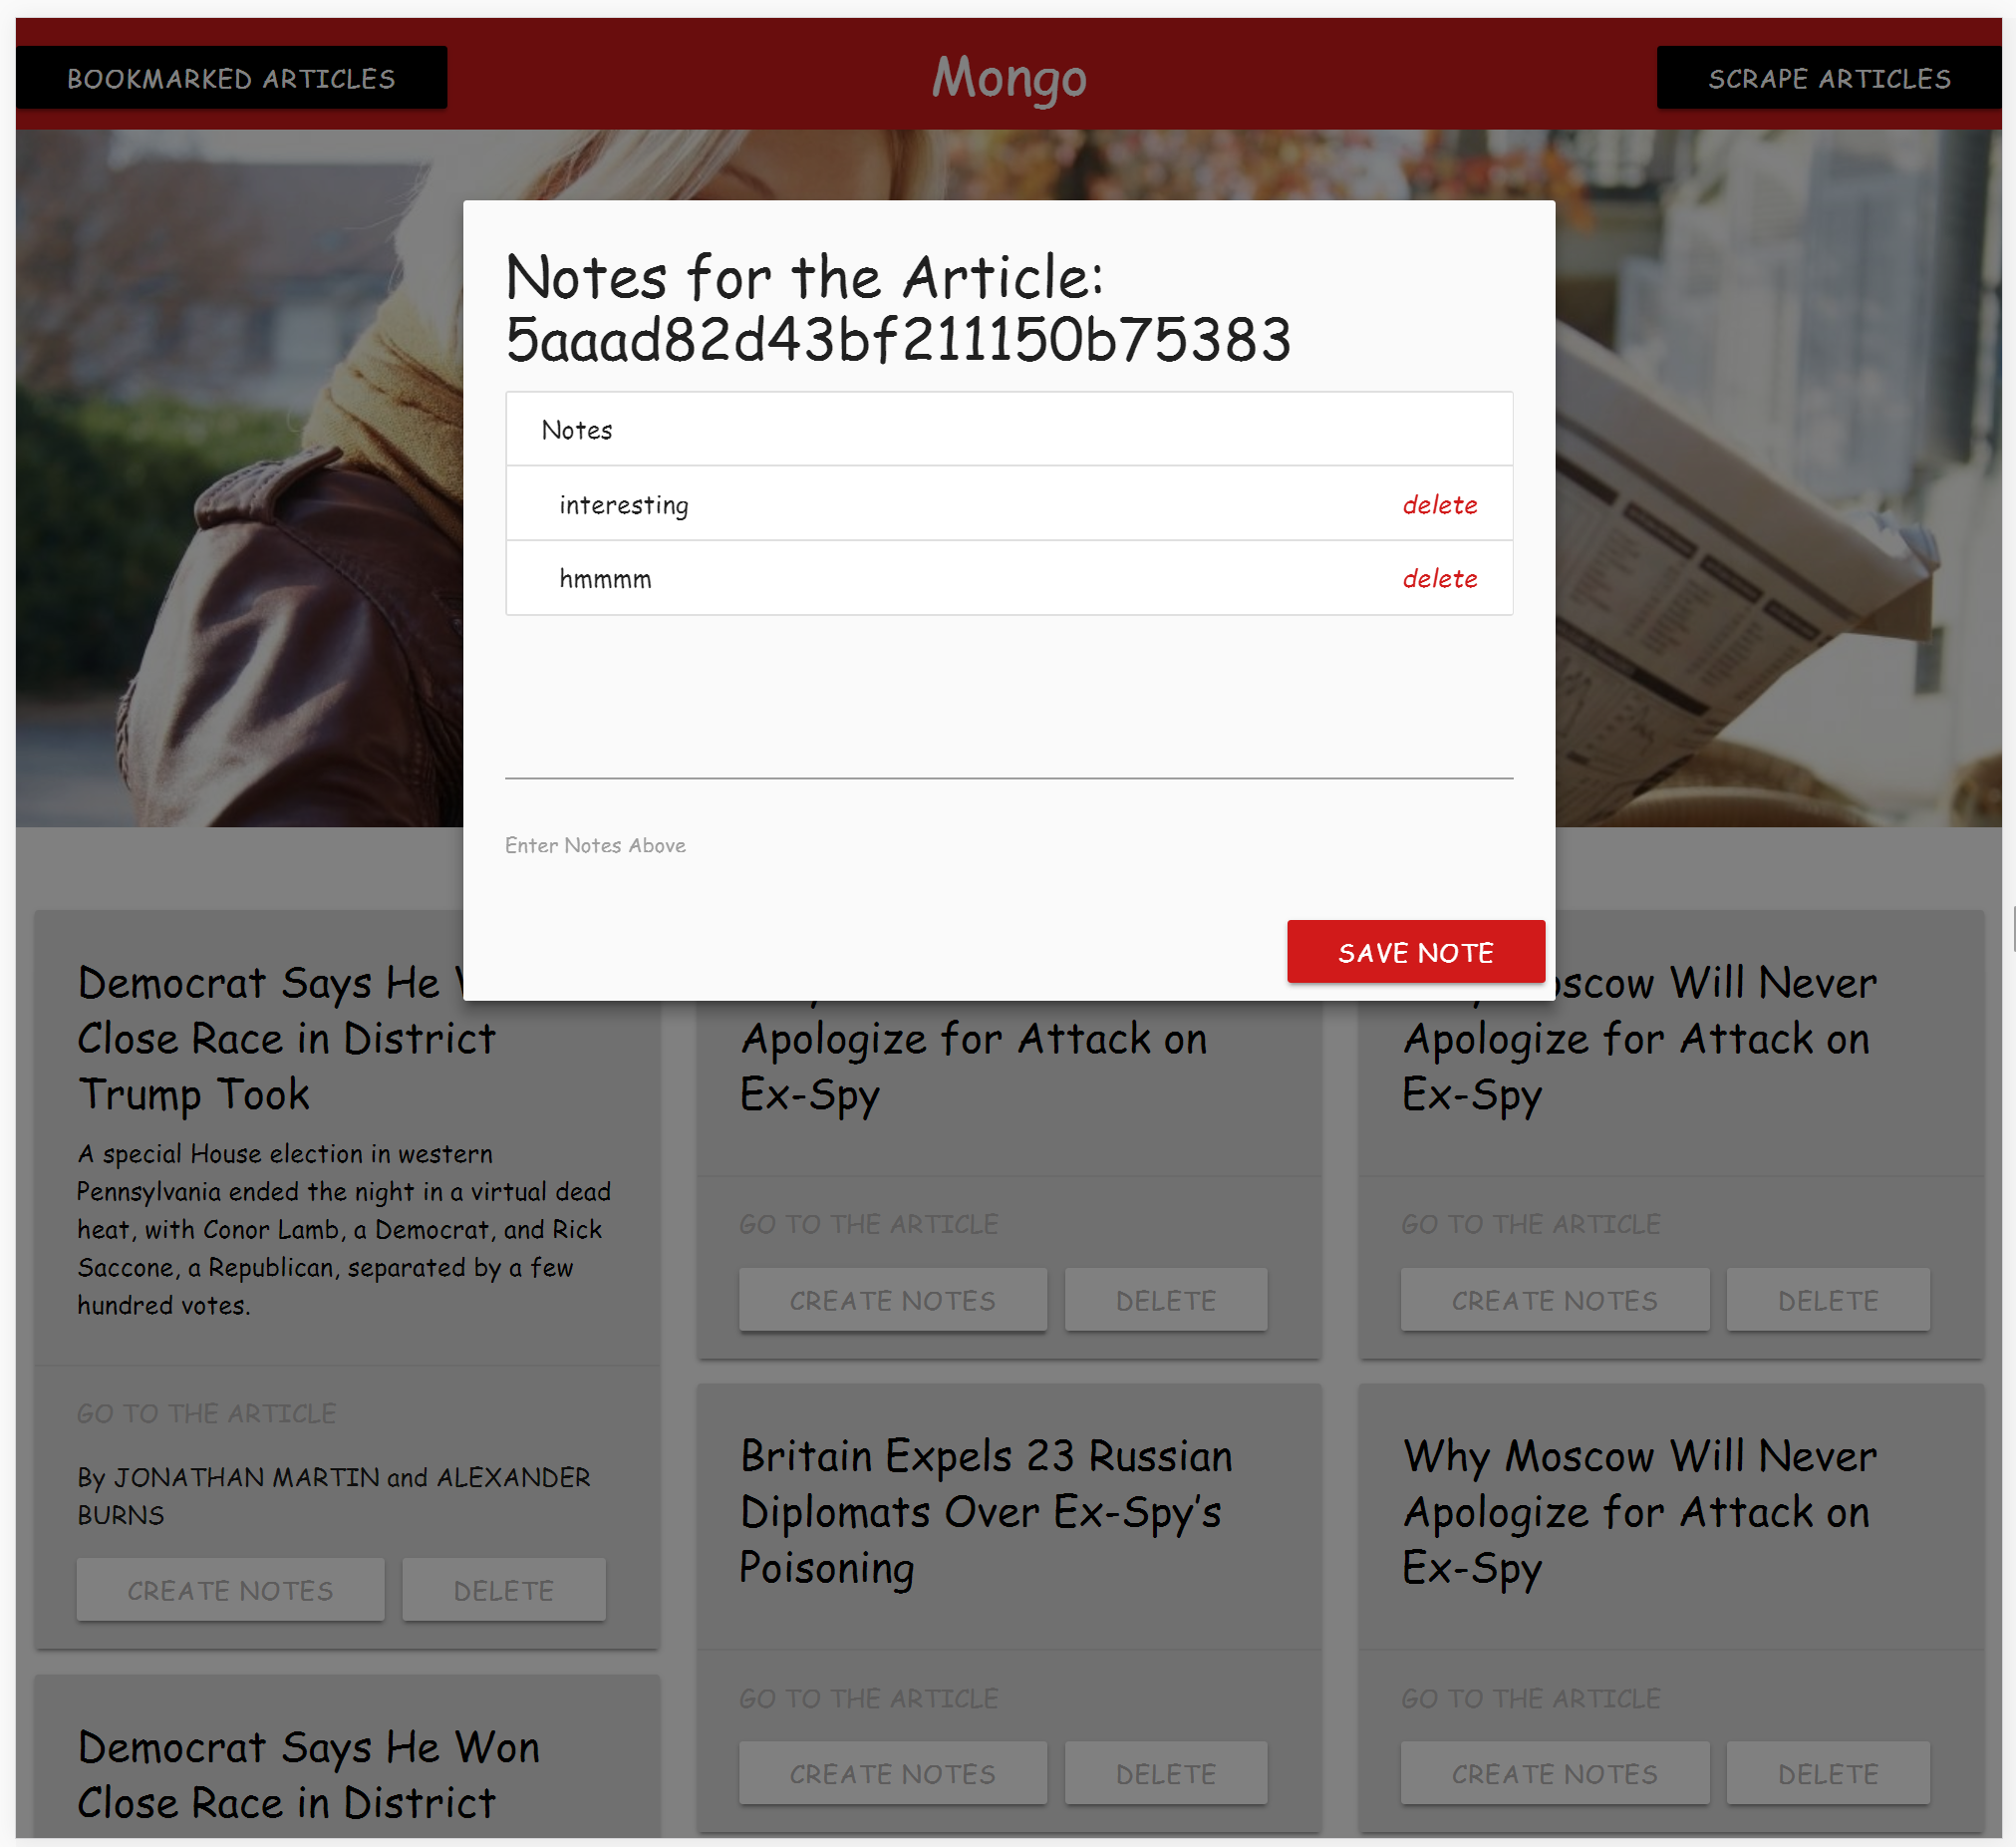 BOOKMARKED ARTICLES
Mongo
SCRAPE ARTICLES
Notes for the Article:
5aaad82d43bf211150b75383
Notes
interesting
delete
hmmmm
delete
Enter Notes Above
SAVE NOTE
Democrat Says He
Close Race in District
Trump Took
A special House election in western
Pennsylvania ended the night in a virtual dead
heat, with Conor Lamb, a Democrat, and Rick
Saccone, a Republican, separated by a few
hundred votes.
GO TO THE ARTICLE
By JONATHAN MARTIN and ALEXANDER
BURNS
CREATE NOTES
DELETE
Democrat Says He Won
Close Race in District
Apologize for Attack on
Ex-Spy
GO TO THE ARTICLE
CREATE NOTES
DELETE
Britain Expels 23 Russian
Diplomats Over Ex-Spy's
Poisoning
GO TO THE ARTICLE
CREATE NOTES
DELETE
Will Never
Apologize for Attack on
Ex-Spy
GO TO THE ARTICLE
CREATE NOTES
DELETE
Why Moscow Will Never
Apologize for Attack on
Ex-Spy
GO TO THE ARTICLE
CREATE NOTES
DELETE